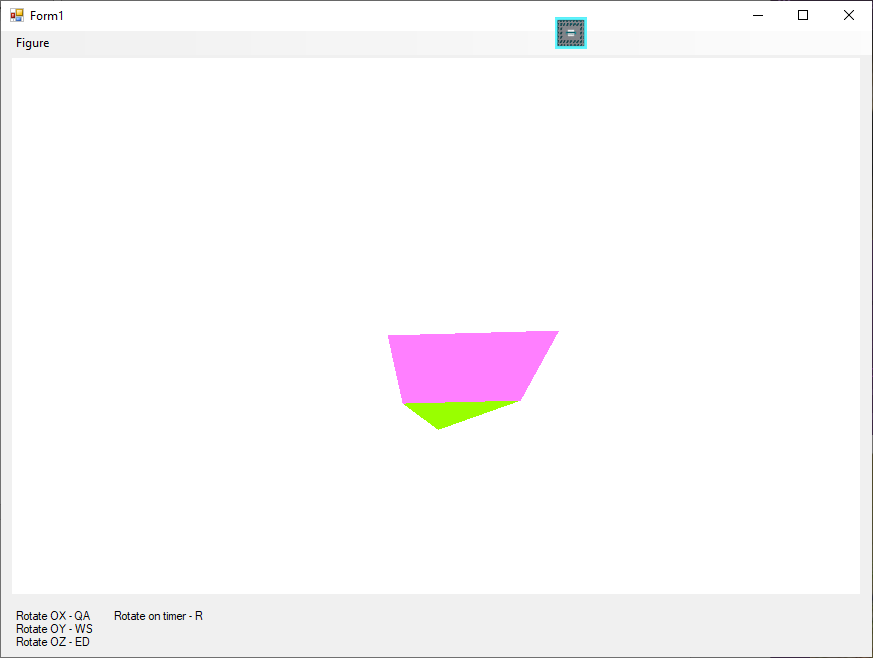 Form1
Figure
Rotate OX - QA Rotate on timer - R
Rotate OY - WS
Rotate OZ - ED